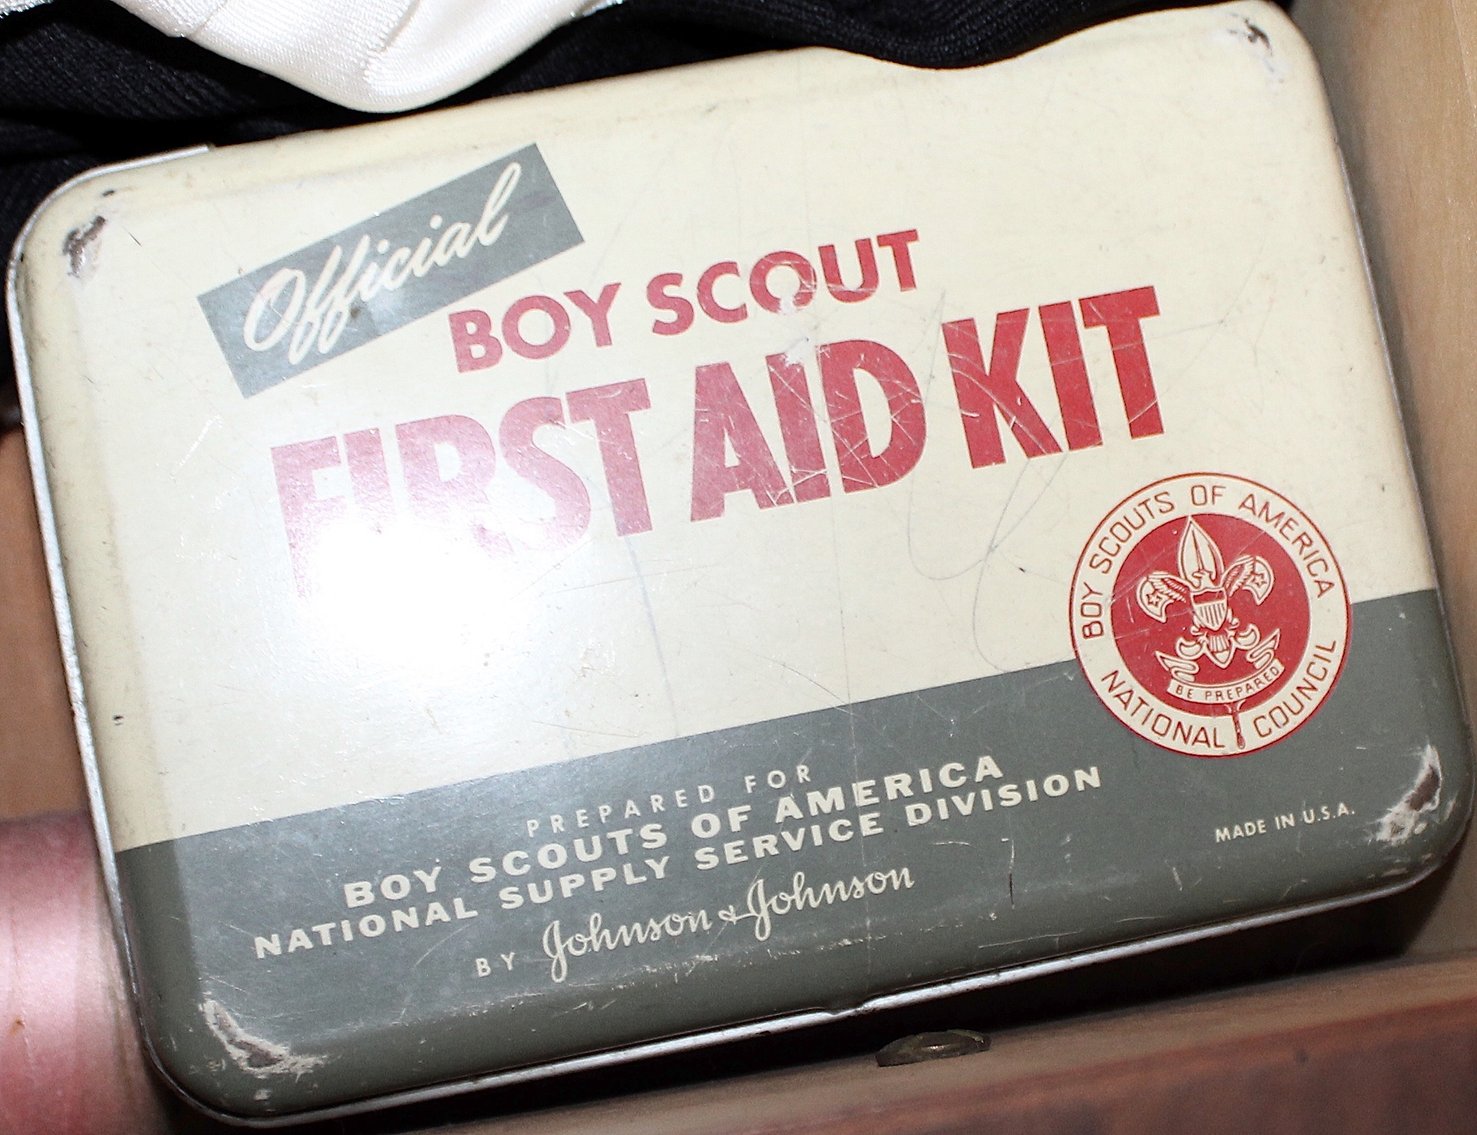 Official
BOY SCOUT
FIRST AID KIT
BOY SCOUTS OF AMERICA
NATIONAL COUNCIL
BE PREPARED
PREPARED FOR
BOY SCOUTS OF AMERICA
NATIONAL SUPPLY SERVICE DIVISION
BY Johnson & Johnson
MADE IN U.S.A.